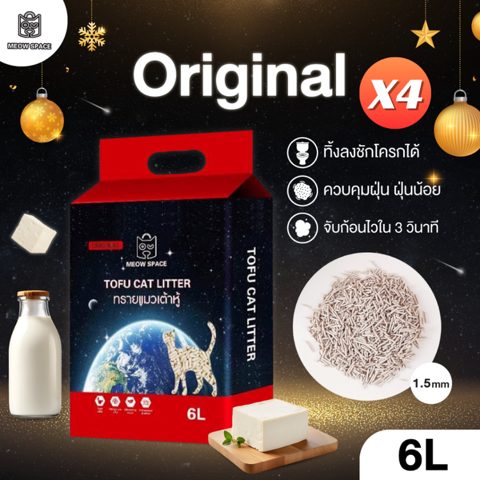 MEOW SPACE
Original
X4
ทิ้งลงชักโครกได้
ควบคุมฝุ่น ฝุ่นน้อย
จับก้อนไวใน 3 วินาที
ORIGINAL
MEOW SPACE
TOFU CAT LITTER
ทรายแมวเต้าหู้
6L
TOFU CAT LITTER
1.5mm
6L